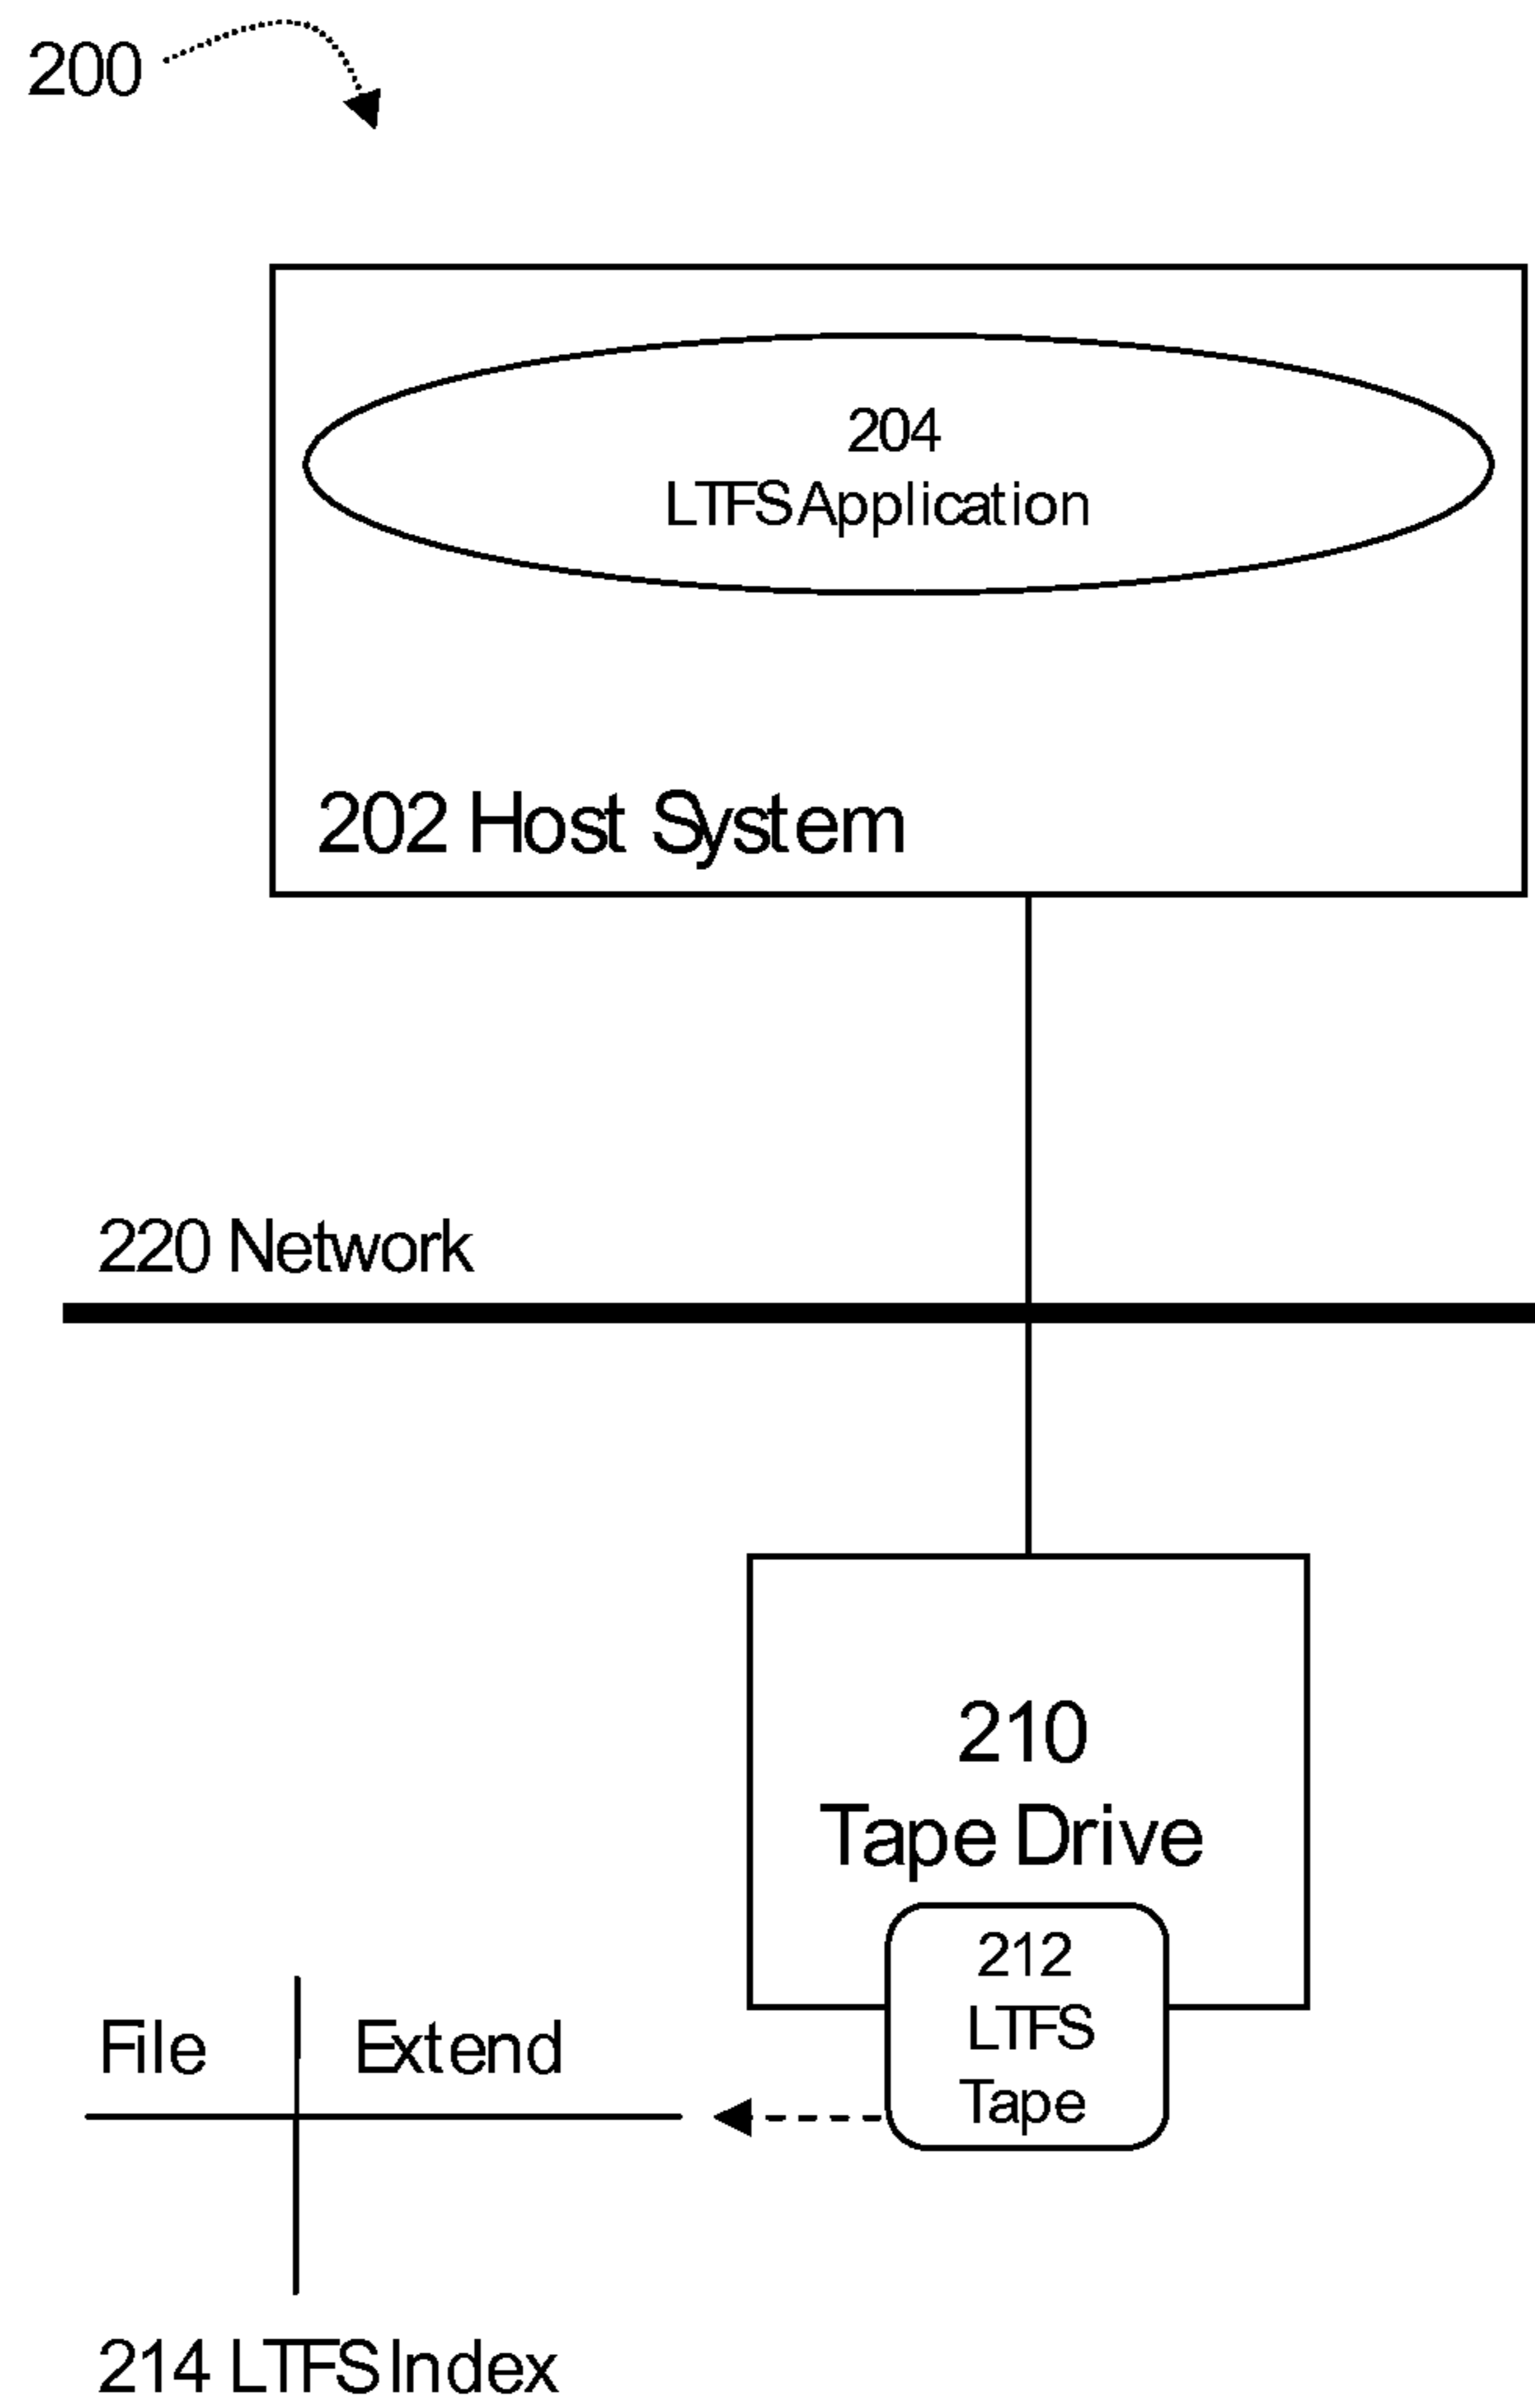 200
204
LTFS Application
202 Host System
220 Network
210
Tape Drive
212
LTFS
Tape
File Extend
214 LTFS Index